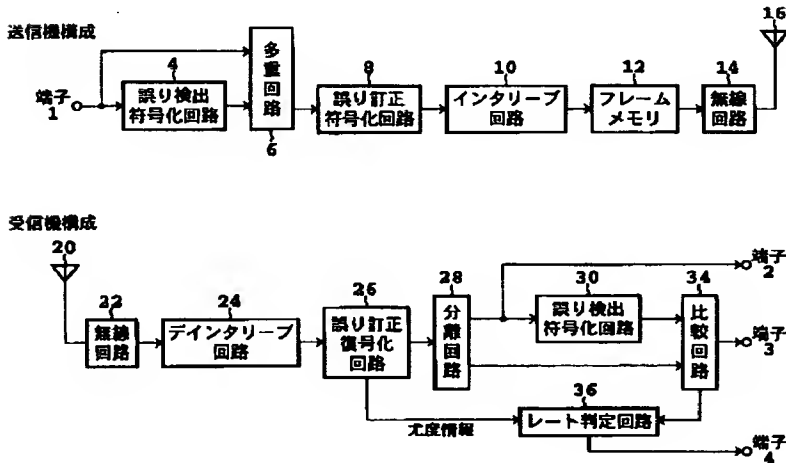 送信機構成
16
4
多重回路
8
10
12
14
端子
1
誤り検出
符号化回路
誤り訂正
符号化回路
インタリーブ
回路
フレーム
メモリ
無線
回路
6
受信機構成
20
22
無線
回路
24
デインタリーブ
回路
26
誤り訂正
復号化
回路
28
分離回路
30
誤り検出
符号化回路
34
比較回路
端子
2
端子
3
36
尤度情報
レート判定回路
端子
4